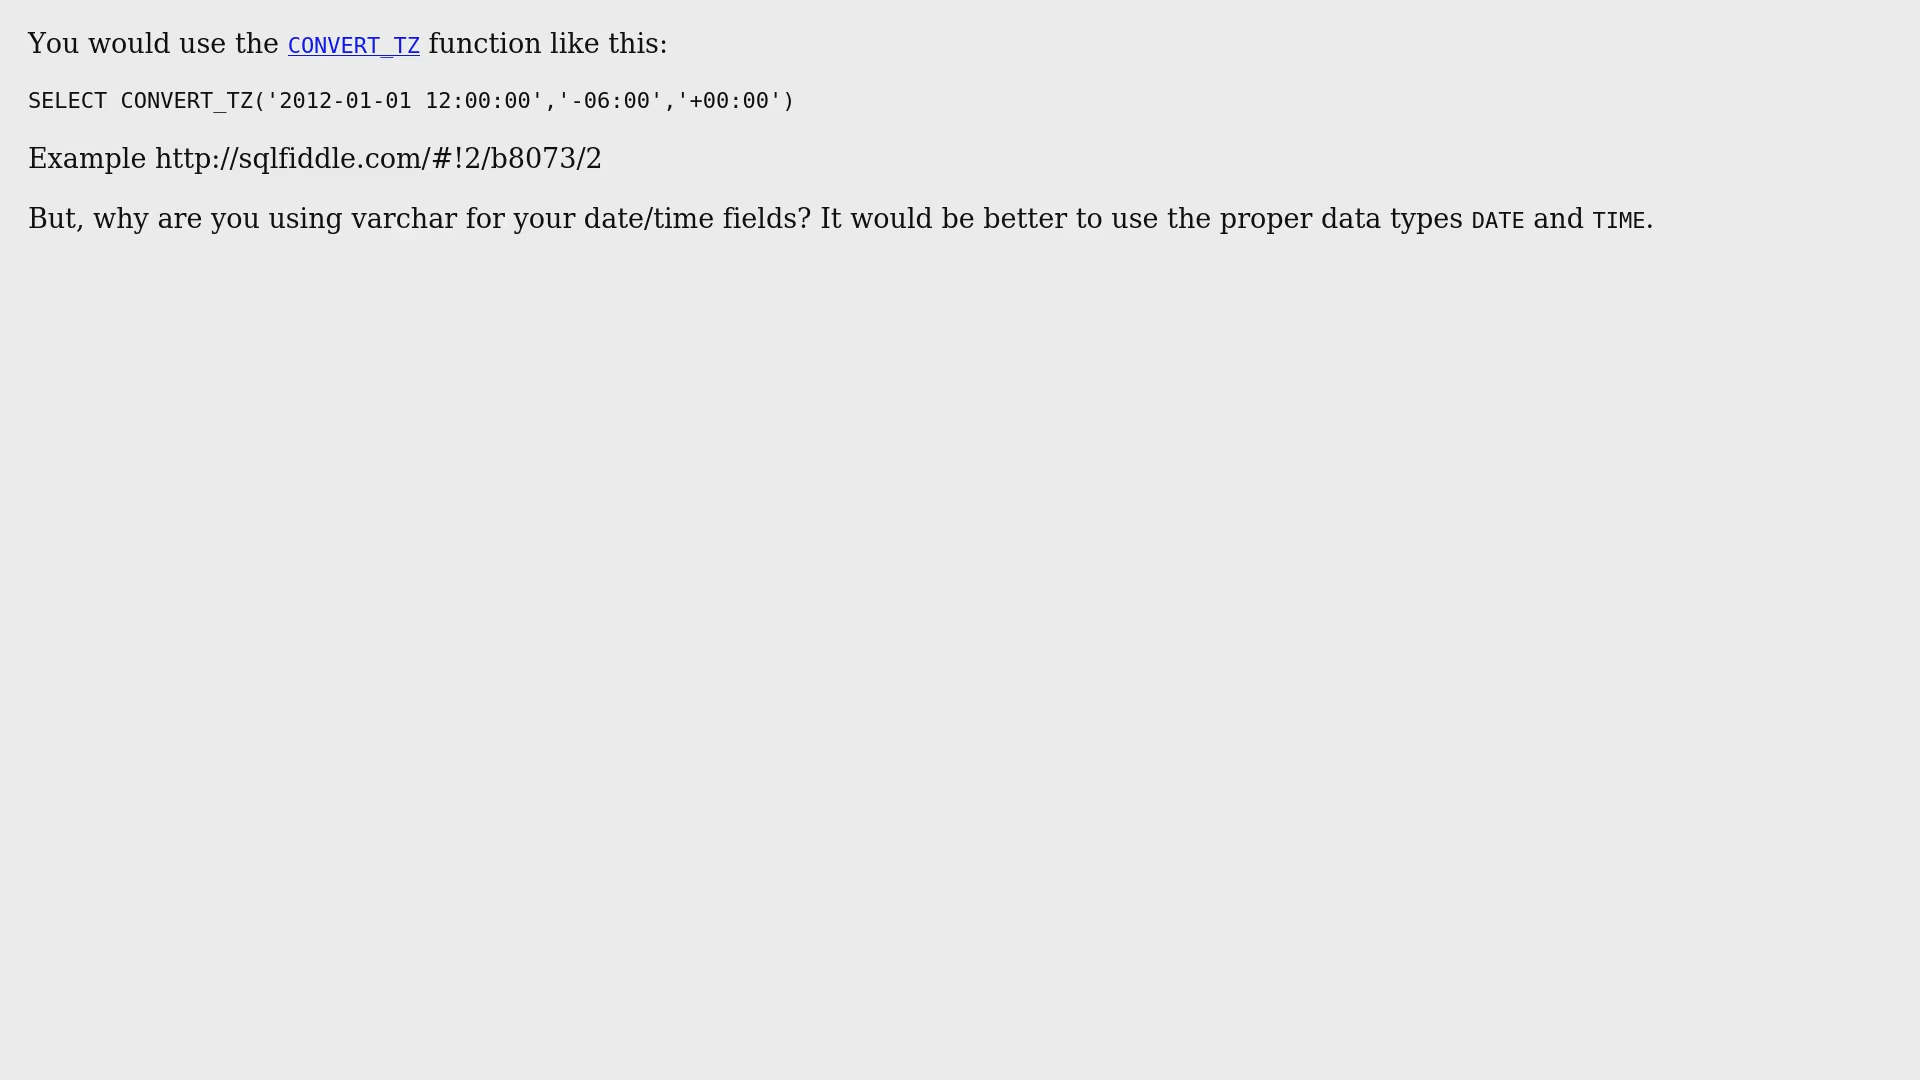 You would use the CONVERT_TZ function like this:
SELECT CONVERT_TZ('2012-01-01 12:00:00','-06:00','+00:00')
Example http://sqlfiddle.com/#!2/b8073/2
But, why are you using varchar for your date/time fields? It would be better to use the proper data types DATE and TIME.